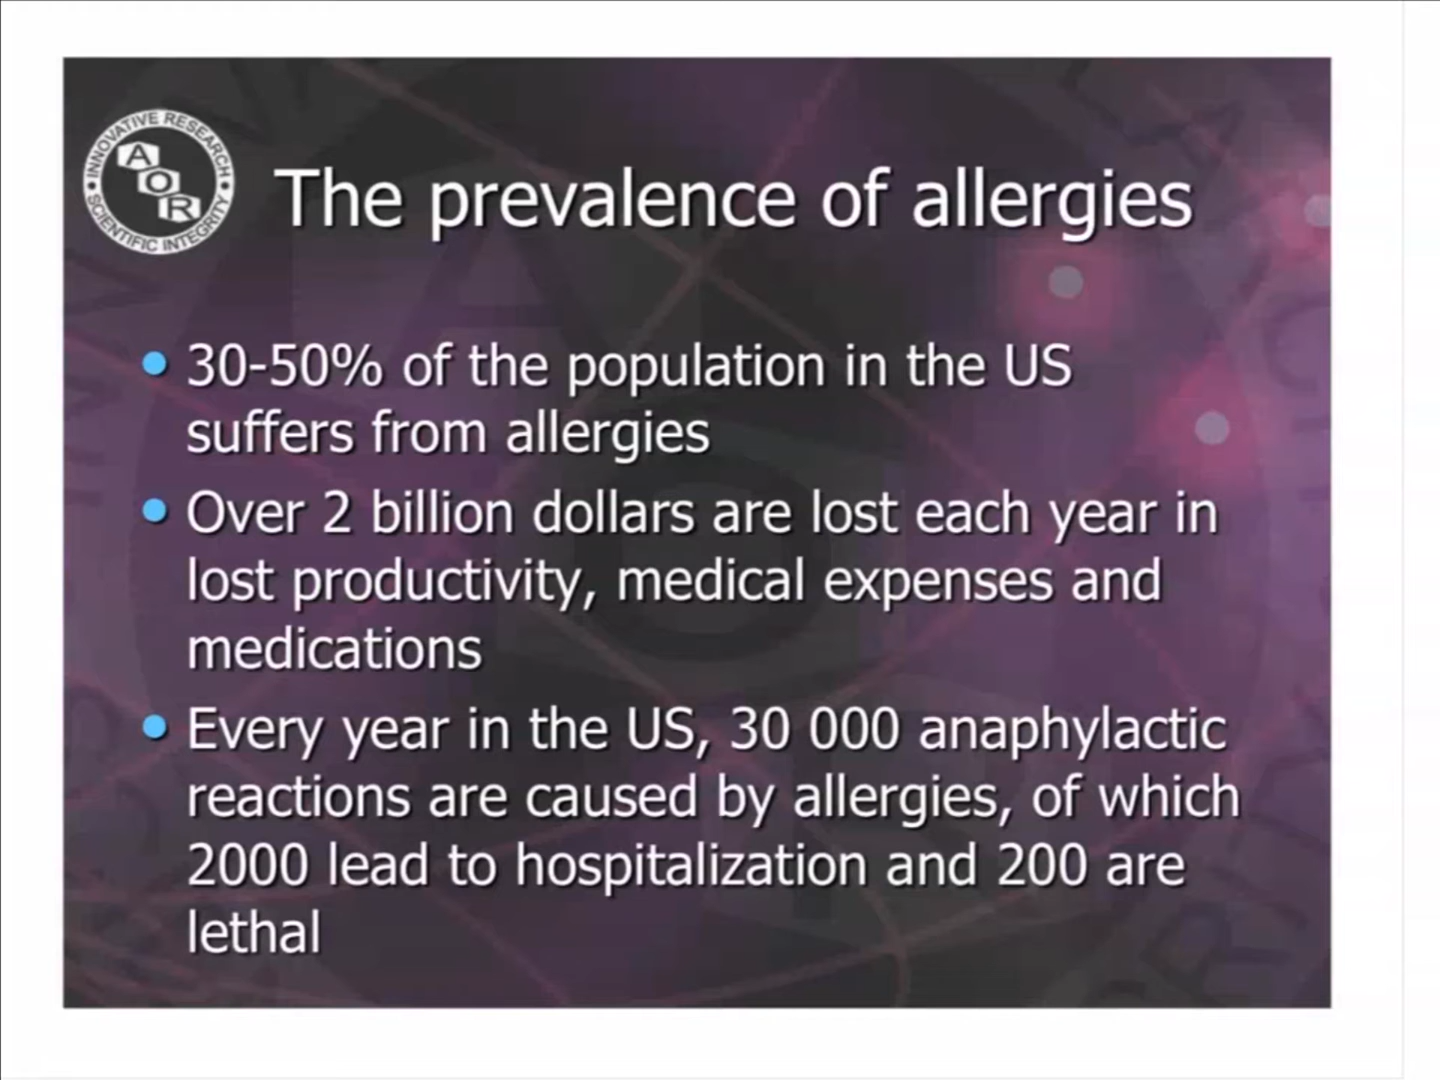 INNOVATIVE RESEARCH
AOR
SCIENTIFIC INTEGRITY
The prevalence of allergies
30-50% of the population in the US
suffers from allergies
Over 2 billion dollars are lost each year in
lost productivity, medical expenses and
medications
Every year in the US, 30 000 anaphylactic
reactions are caused by allergies, of which
2000 lead to hospitalization and 200 are
lethal